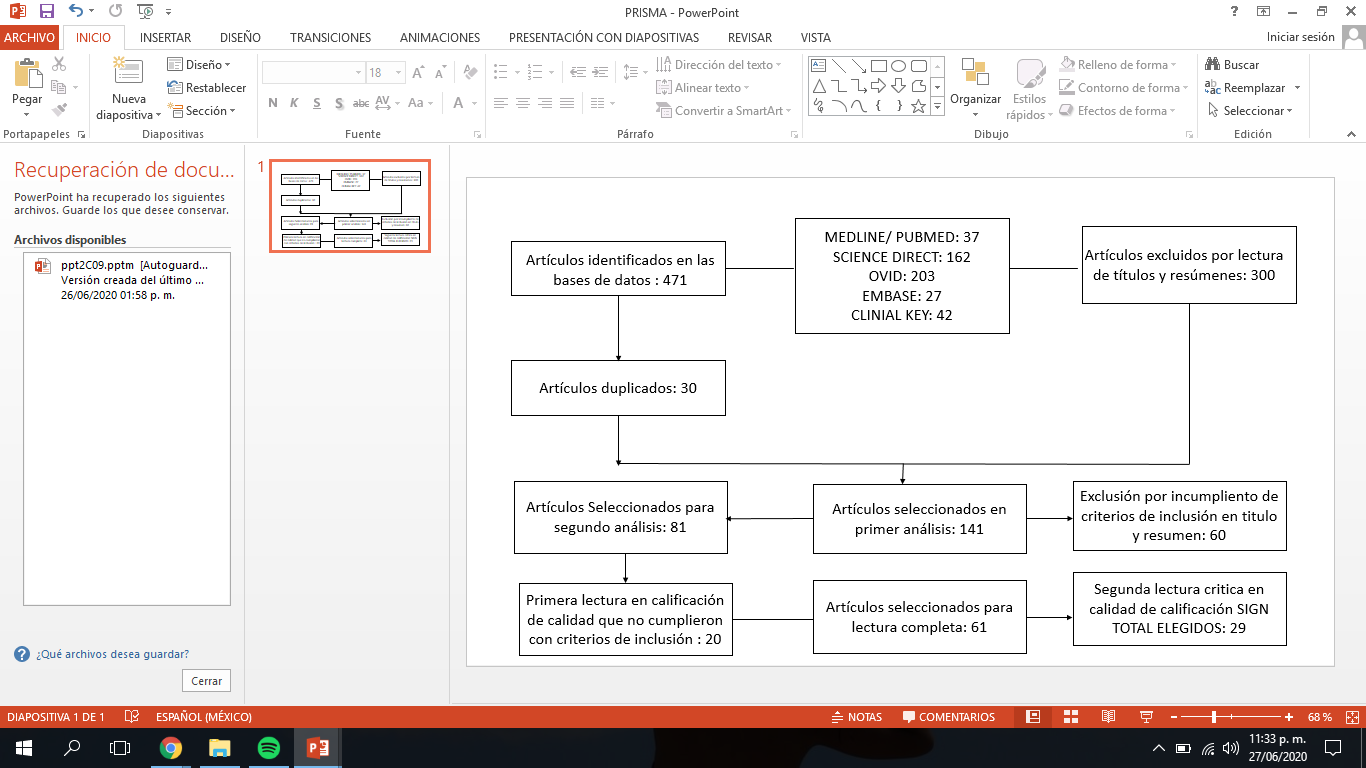 PRISMA - PowerPoint
Iniciar sesión
ARCHIVO
INICIO
INSERTAR
DISEÑO
TRANSICIONES
ANIMACIONES
PRESENTACIÓN CON DIAPOSITIVAS
REVISAR
VISTA
Pegar
Nueva
diapositiva
Diseño
Restablecer
Sección
18
N K S S abc AV Aa A
Dirección del texto
Alinear texto
Convertir a SmartArt
Organizar
Estilos
rápidos
Relleno de forma
Contorno de forma
Efectos de forma
Buscar
Reemplazar
Seleccionar
Portapapeles
Diapositivas
Fuente
Párrafo
Dibujo
Edición
Recuperación de docu...
PowerPoint ha recuperado los siguientes
archivos. Guarde los que desee conservar.
Archivos disponibles
ppt2C09.pptm [Autoguard...
Versión creada del último ...
26/06/2020 01:58 p. m.
¿Qué archivos desea guardar?
Cerrar
1
Artículos identificados en las
bases de datos : 471
MEDLINE/ PUBMED: 37
SCIENCE DIRECT: 162
OVID: 203
EMBASE: 27
CLINIAL KEY: 42
Artículos excluidos por lectura
de títulos y resúmenes: 300
Artículos duplicados: 30
Artículos Seleccionados para
segundo análisis: 81
Artículos seleccionados en
primer análisis: 141
Exclusión por incumpliento de
criterios de inclusión en titulo
y resumen: 60
Primera lectura en calificación
de calidad que no cumplieron
con criterios de inclusión : 20
Artículos seleccionados para
lectura completa: 61
Segunda lectura critica en
calidad de calificación SIGN
TOTAL ELEGIDOS: 29
DIAPOSITIVA 1 DE 1
ESPAÑOL (MÉXICO)
NOTAS
COMENTARIOS
68 %
11:33 p. m.
27/06/2020